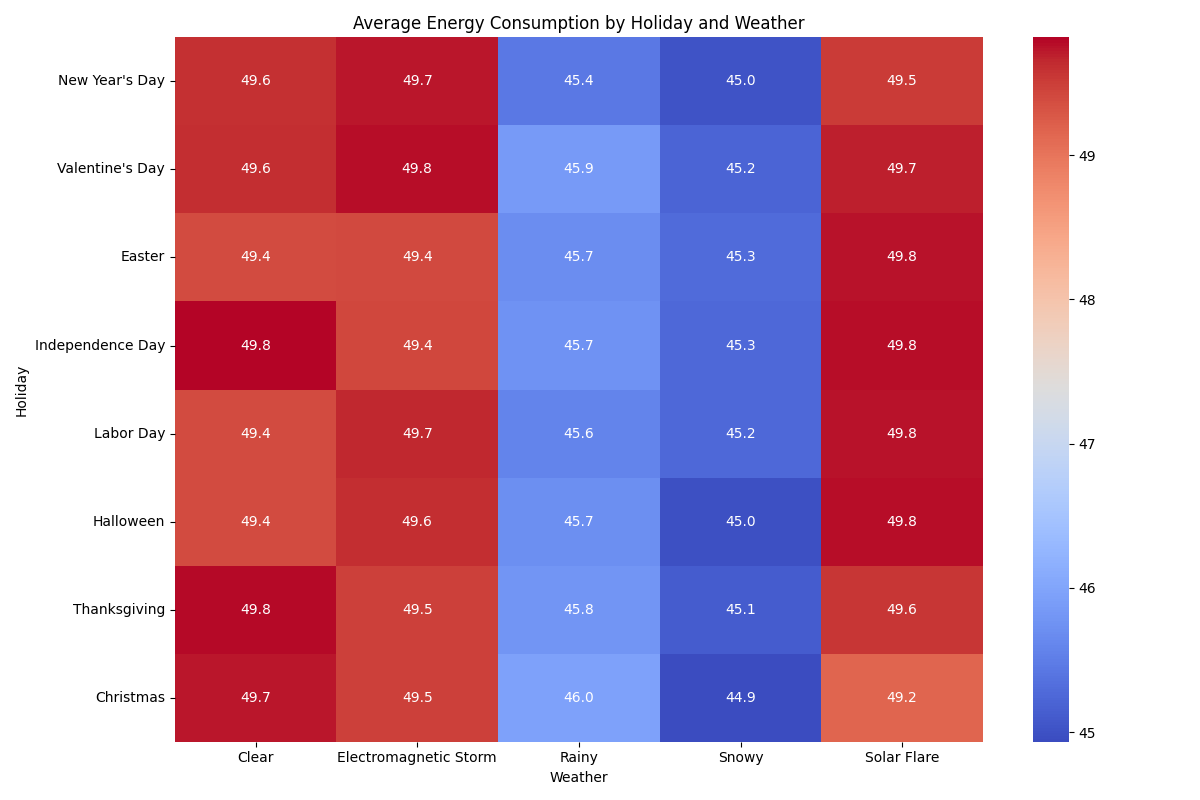 Average Energy Consumption by Holiday and Weather
Holiday
New Year's Day 49.6 49.7 45.4 45.0 49.5
Valentine's Day 49.6 49.8 45.9 45.2 49.7
Easter 49.4 49.4 45.7 45.3 49.8
Independence Day 49.8 49.4 45.7 45.3 49.8
Labor Day 49.4 49.7 45.6 45.2 49.8
Halloween 49.4 49.6 45.7 45.0 49.8
Thanksgiving 49.8 49.5 45.8 45.1 49.6
Christmas 49.7 49.5 46.0 44.9 49.2
Clear Electromagnetic Storm Rainy Snowy Solar Flare
Weather
49
48
47
46
45